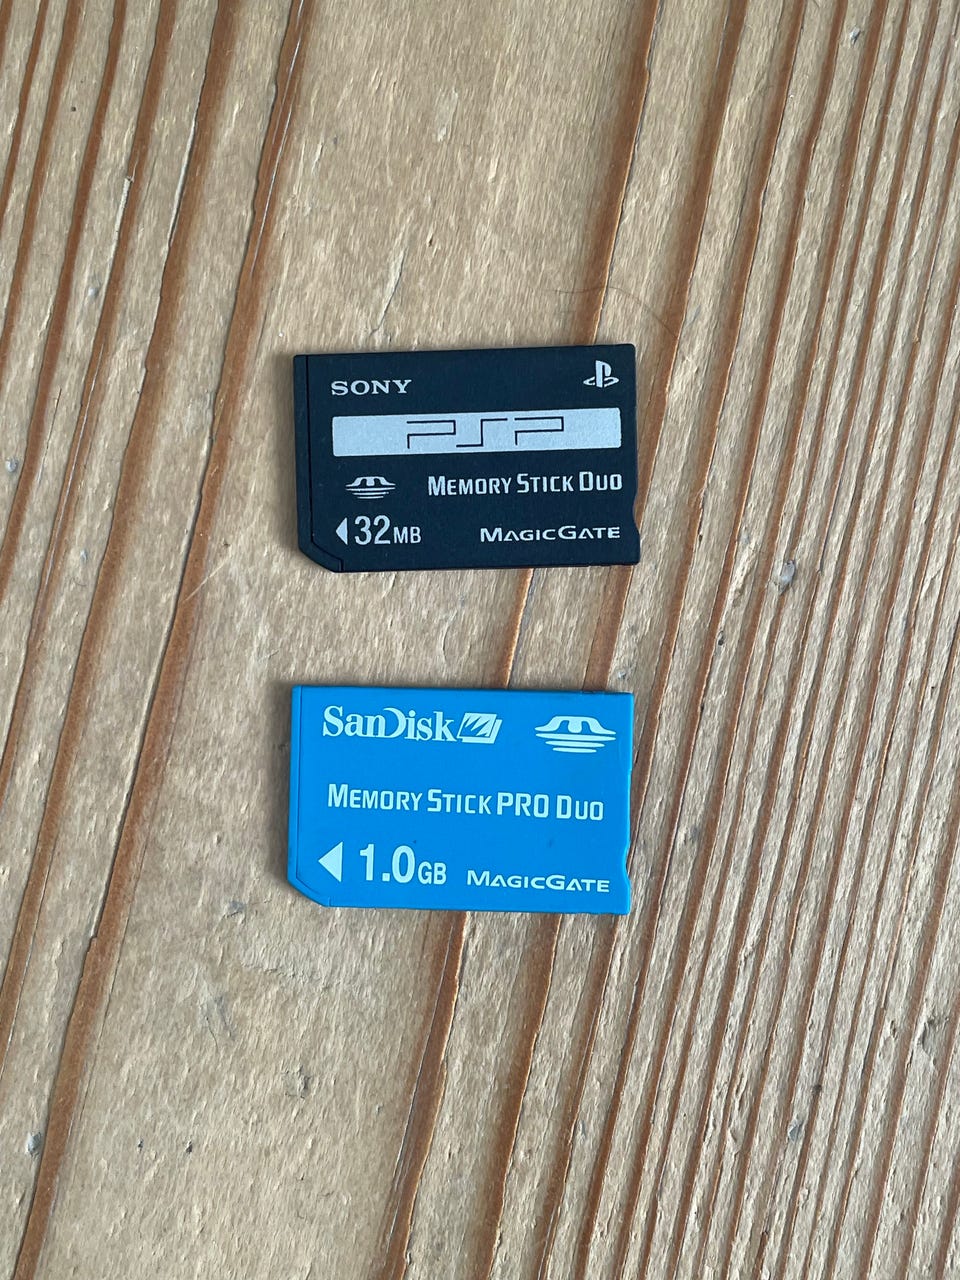 SONY
PSP
MEMORY STICK DUO
32MB MAGICGATE
SanDisk
MEMORY STICK PRO DUO
1.0GB MAGICGATE